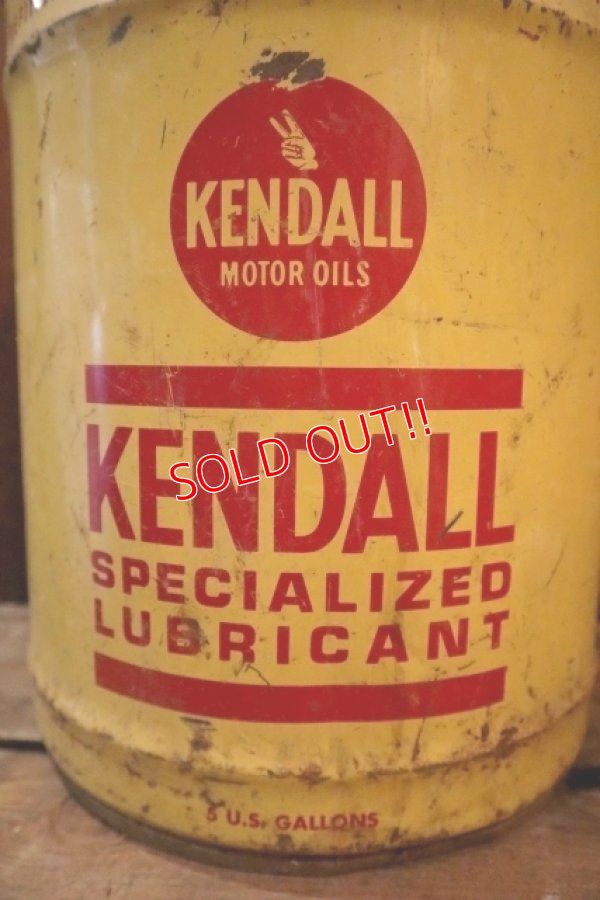 KENDALL
MOTOR OILS
SOLD OUT!!
KENDALL
SPECIALIZED
LUBRICANT
5 U.S. GALLONS